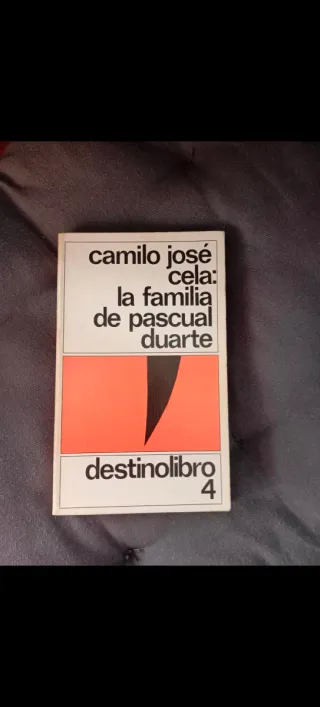 camilo josé
cela:
la familia
de pascual
duarte
destinolibro
4